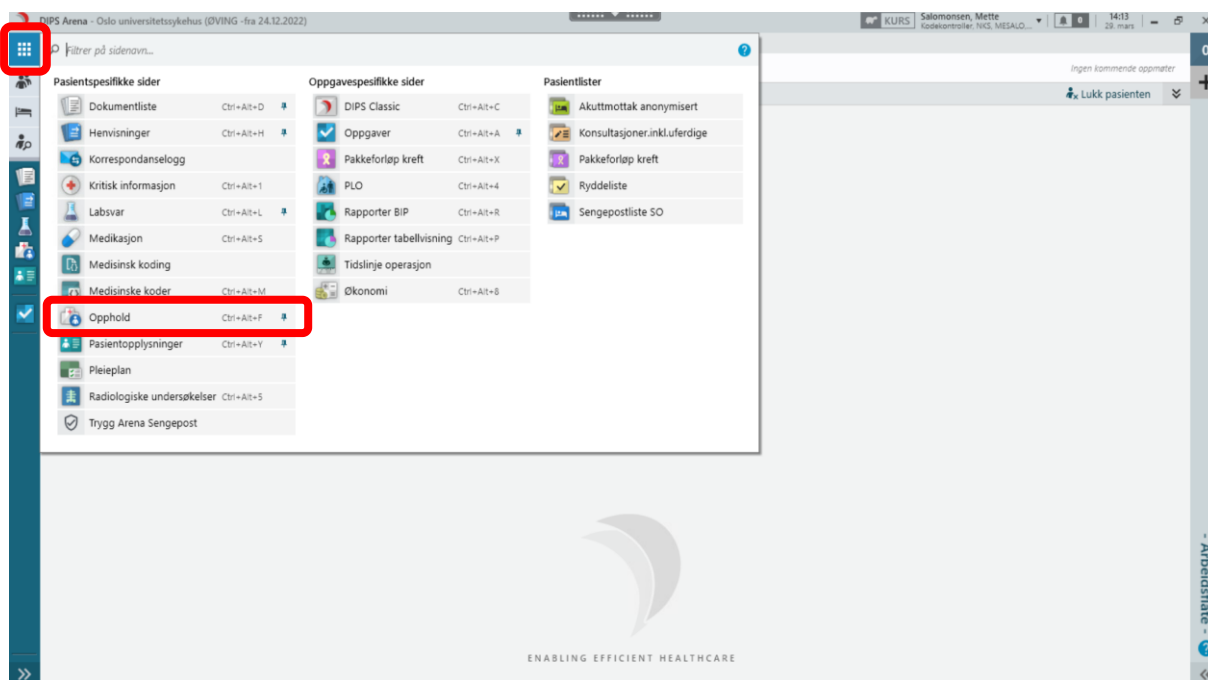 DIPS Arena - Oslo universitetssykehus (ØVING -fra 24.12.2022)
KURS
Salomonsen, Mette
Kodekontroller, NKS, MESALO...
0
14:13
29. mars
Filtrer på sidenavn...
Ingen kommende oppmøter
Lukk pasienten
Pasientspesifikke sider
Dokumentliste Ctrl+Alt+D
Henvisninger Ctrl+Alt+H
Korrespondanselogg
Kritisk informasjon Ctrl+Alt+1
Labsvar Ctrl+Alt+L
Medikasjon Ctrl+Alt+S
Medisinsk koding
Medisinske koder Ctrl+Alt+M
Opphold Ctrl+Alt+F
Pasientopplysninger Ctrl+Alt+Y
Pleieplan
Radiologiske undersøkelser Ctrl+Alt+5
Trygg Arena Sengepost
Oppgavespesifikke sider
DIPS Classic Ctrl+Alt+C
Oppgaver Ctrl+Alt+A
Pakkeforløp kreft Ctrl+Alt+X
PLO Ctrl+Alt+4
Rapporter BIP Ctrl+Alt+R
Rapporter tabellvisning Ctrl+Alt+P
Tidslinje operasjon
Økonomi Ctrl+Alt+8
Pasientlister
Akuttmottak anonymisert
Konsultasjoner.inkl.uferdige
Pakkeforløp kreft
Ryddeliste
Sengepostliste SO
- Arbeidsflate -
ENABLING EFFICIENT HEALTHCARE